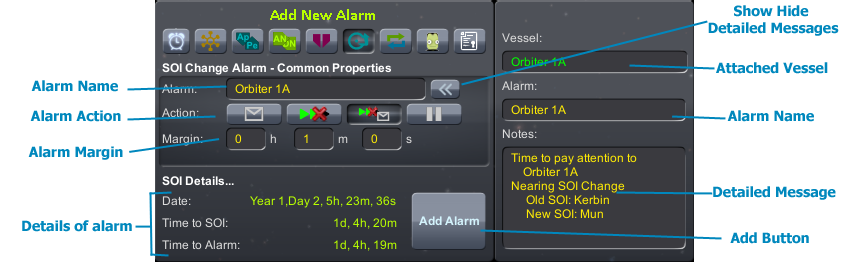 Add New Alarm
Ap
Pe
AN
DN
SOI Change Alarm - Common Properties
Alarm: Orbiter 1A
Action:
Margin: 0 h 1 m 0 s
SOI Details...
Date: Year 1,Day 2, 5h, 23m, 36s
Time to SOI: 1d, 4h, 20m
Time to Alarm: 1d, 4h, 19m
Add Alarm
Vessel:
Orbiter 1A
Alarm:
Orbiter 1A
Notes:
Time to pay attention to
Orbiter 1A
Nearing SOI Change
Old SOI: Kerbin
New SOI: Mun
Alarm Name
Alarm Action
Alarm Margin
Details of alarm
Show Hide
Detailed Messages
Attached Vessel
Alarm Name
Detailed Message
Add Button